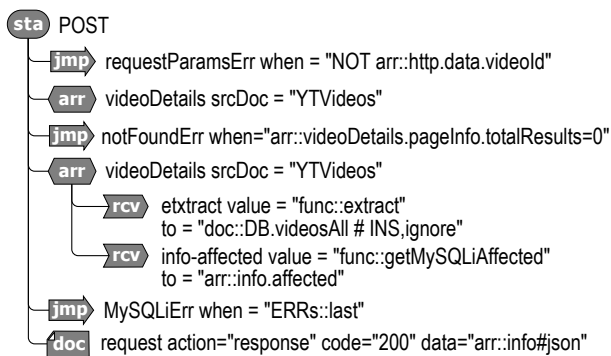 sta POST
jmp requestParamsErr when = "NOT arr::http.data.videoId"
arr videoDetails srcDoc = "YTVideos"
jmp notFoundErr when="arr::videoDetails.pageInfo.totalResults=0"
arr videoDetails srcDoc = "YTVideos"
rcv etxtract value = "func::extract"
to = "doc::DB.videosAll # INS,ignore"
rcv info-affected value = "func::getMySQLiAffected"
to = "arr::info.affected"
jmp MySQLiErr when = "ERRs::last"
doc request action="response" code="200" data="arr::info#json"